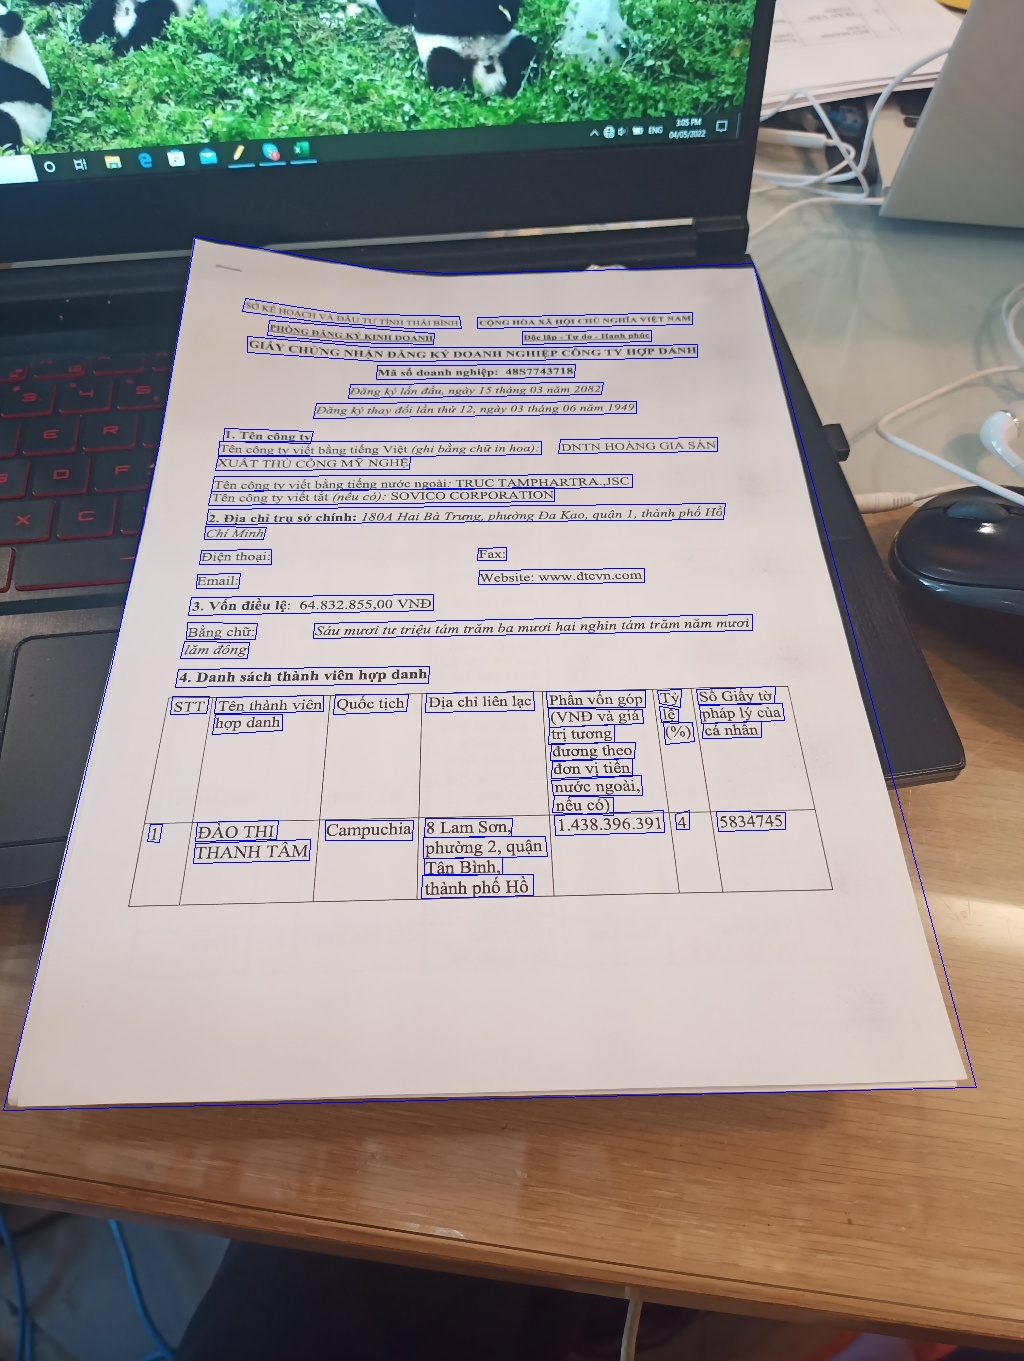 3:05 PM
ENG
04/05/2022
SỞ KẾ HOẠCH VÀ ĐẦU TƯ TỈNH THÁI BÌNH
CỘNG HÒA XÃ HỘI CHỦ NGHĨA VIỆT NAM
PHÒNG ĐĂNG KÝ KINH DOANH
Độc lập - Tự do - Hạnh phúc
GIẤY CHỨNG NHẬN ĐĂNG KÝ DOANH NGHIỆP CÔNG TY HỢP DANH
Mã số doanh nghiệp: 48S7743718
Đăng ký lần đầu, ngày 15 tháng 03 năm 2082
Đăng ký thay đổi lần thứ 12, ngày 03 tháng 06 năm 1949
1. Tên công ty
Tên công ty viết bằng tiếng Việt (ghi bằng chữ in hoa): DNTN HOÀNG GIA SẢN
XUẤT THỦ CÔNG MỸ NGHỆ
Tên công ty viết bằng tiếng nước ngoài: TRUC TAMPHARTRA.,JSC
Tên công ty viết tắt (nếu có): SOVICO CORPORATION
2. Địa chỉ trụ sở chính: 180A Hai Bà Trưng, phường Đa Kao, quận 1, thành phố Hồ
Chí Minh
Điện thoại:
Fax:
Email:
Website: www.dtcvn.com
3. Vốn điều lệ: 64.832.855,00 VNĐ
Bằng chữ: Sáu mươi tư triệu tám trăm ba mươi hai nghìn tám trăm năm mươi
lăm đồng
4. Danh sách thành viên hợp danh
STT
Tên thành viên
hợp danh
Quốc tịch
Địa chỉ liên lạc
Phần vốn góp
(VNĐ và giá
trị tương
đương theo
đơn vị tiền
nước ngoài,
nếu có)
Tỷ
lệ
(%)
Số Giấy tờ
pháp lý của
cá nhân
1
ĐÀO THỊ
THANH TÂM
Campuchia
8 Lam Sơn,
phường 2, quận
Tân Bình,
thành phố Hồ
1.438.396.391
4
5834745